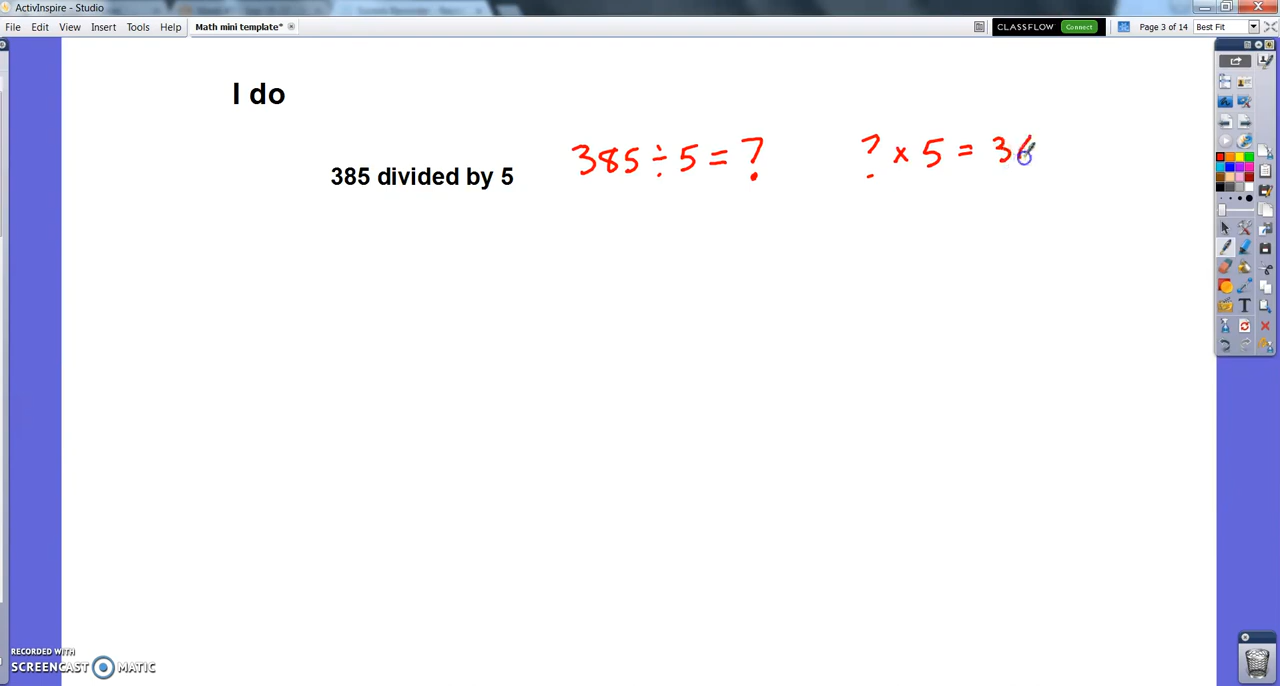 ActivInspire - Studio
File Edit View Insert Tools Help Math mini template* CLASSFLOW Connect Page 3 of 14 Best Fit
I do
385 divided by 5
385 ÷ 5 = ? ? × 5 = 3
RECORDED WITH
SCREENCAST MATIC